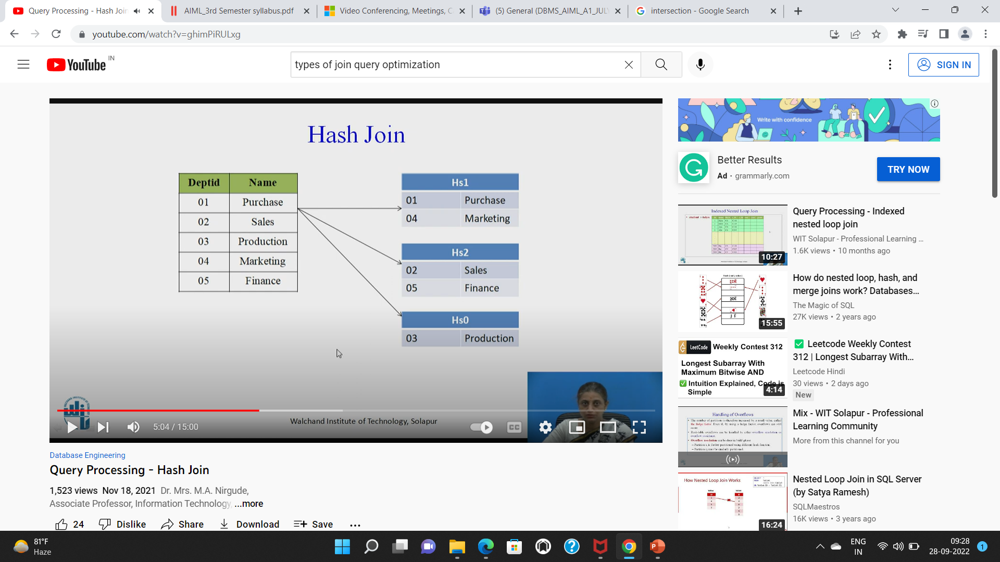 Query Processing - Hash Join
AIML_3rd Semester syllabus.pdf
Video Conferencing, Meetings, C
(5) General (DBMS_AIML_A1_JULY
intersection - Google Search
youtube.com/watch?v=ghimPiRULxg
YouTube IN
types of join query optimization
SIGN IN
Hash Join
Deptid Name
01 Purchase
02 Sales
03 Production
04 Marketing
05 Finance
Hs1
01 Purchase
04 Marketing
Hs2
02 Sales
05 Finance
Hs0
03 Production
Walchand Institute of Technology, Solapur
5:04 / 15:00
CC
Database Engineering
Query Processing - Hash Join
1,523 views Nov 18, 2021 Dr. Mrs. M.A. Nirgude,
Associate Professor, Information Technology, ...more
24 Dislike Share Download Save
Write with confidence
Better Results
Ad · grammarly.com
TRY NOW
Indexed Nested Loop Join
10:27
Query Processing - Indexed
nested loop join
WIT Solapur - Professional Learning ...
1.6K views • 10 months ago
15:55
How do nested loop, hash, and
merge joins work? Databases...
The Magic of SQL
27K views • 2 years ago
LeetCode Weekly Contest 312
Longest Subarray With
Maximum Bitwise AND
Intuition Explained, Code is
Simple
4:14
Leetcode Weekly Contest
312 | Longest Subarray With...
Leetcode Hindi
30 views • 2 days ago
New
Handling of Overflows
Mix - WIT Solapur - Professional
Learning Community
More from this channel for you
How Nested Loop Join Works
16:24
Nested Loop Join in SQL Server
(by Satya Ramesh)
SQLMaestros
16K views • 3 years ago
81°F
Haze
ENG
IN
09:28
28-09-2022
1